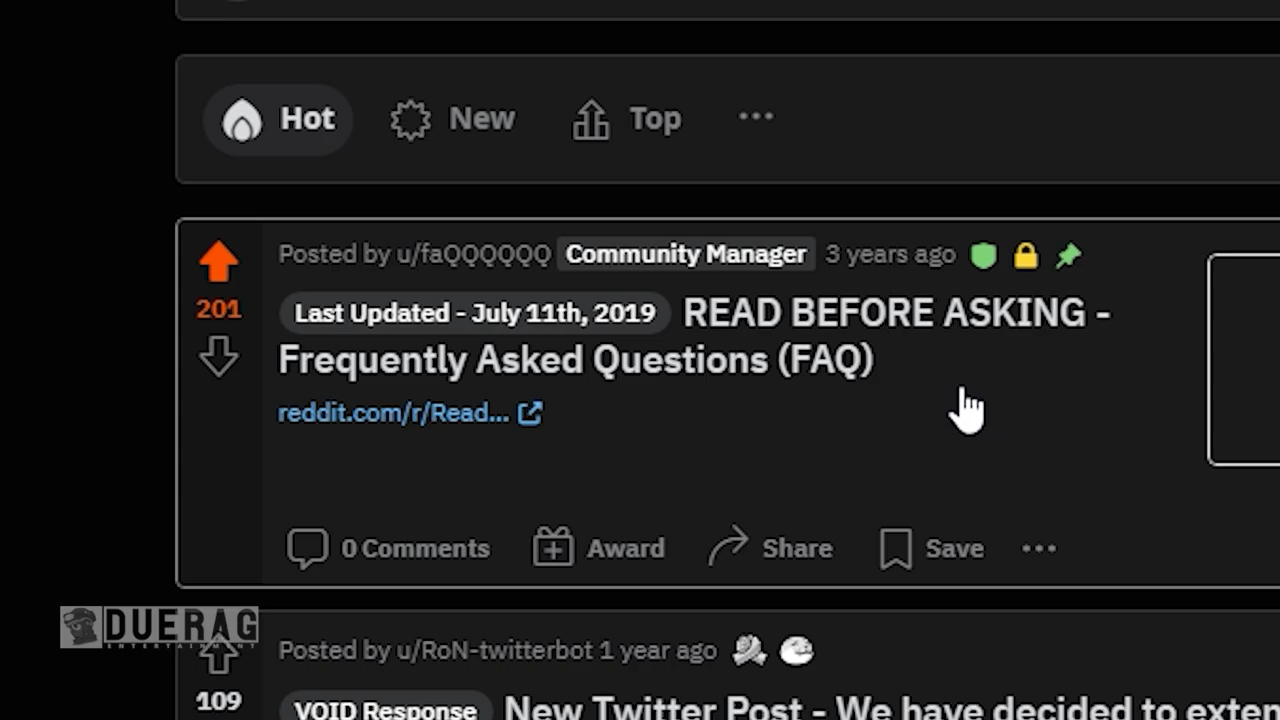 Hot New Top ...
Posted by u/faQQQQQQ Community Manager 3 years ago
201
Last Updated - July 11th, 2019 READ BEFORE ASKING -
Frequently Asked Questions (FAQ)
reddit.com/r/Read...
0 Comments Award Share Save ...
DUERAG
ENTERTAINMENT
Posted by u/RoN-twitterbot 1 year ago
109
VOID Response New Twitter Post - We have decided to exten